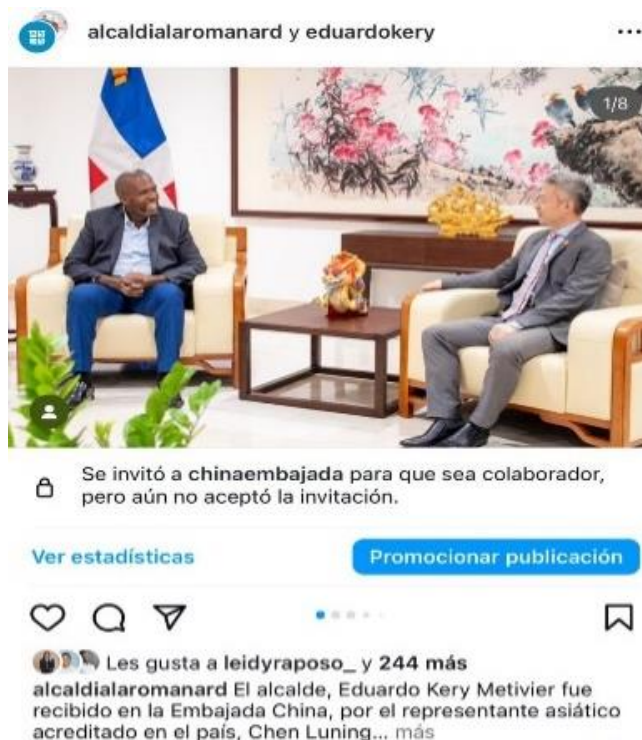 alcaldialaromanard y eduardokery
1/8
Se invitó a chinaembajada para que sea colaborador,
pero aún no aceptó la invitación.
Ver estadísticas
Promocionar publicación
Les gusta a leidyraposo_ y 244 más
alcaldialaromanard El alcalde, Eduardo Kery Metivier fue
recibido en la Embajada China, por el representante asiático
acreditado en el país, Chen Luning... más